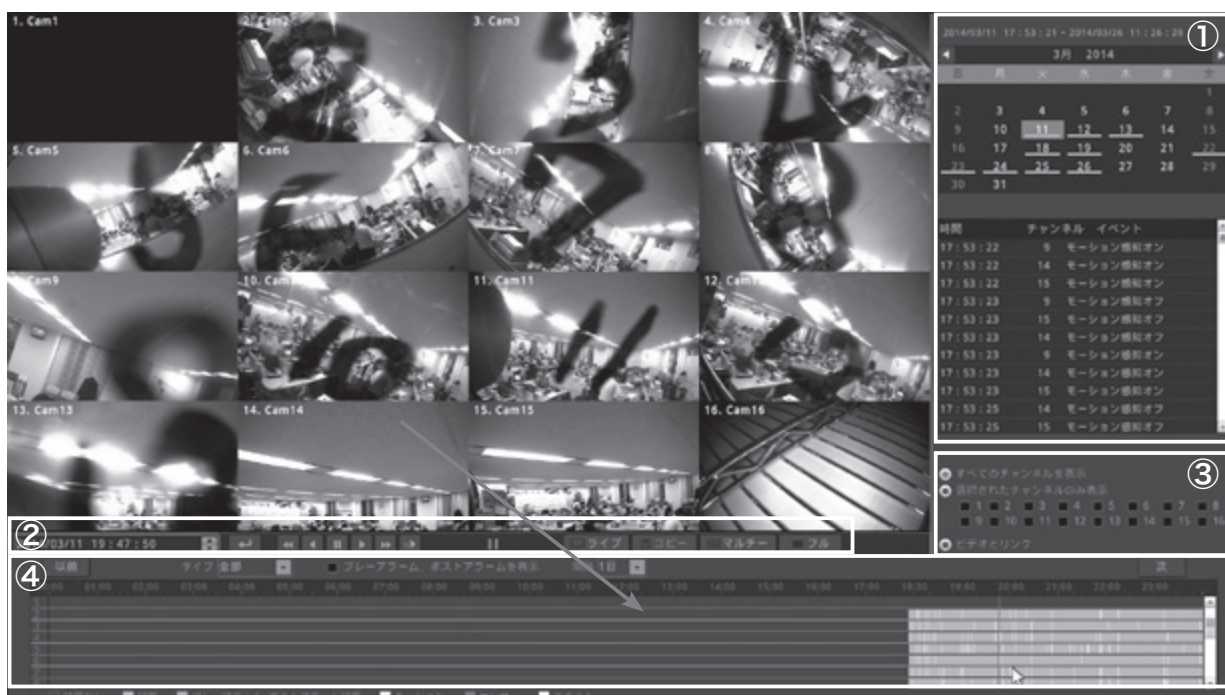 1. Cam1
2. Cam2
3. Cam3
4. Cam4
5. Cam5
6. Cam6
7. Cam7
8.
Cam9
10. Cam
11. Cam11
12. Cam
13. Cam13
14. Cam14
15. Cam15
16. Cam16
①
2014/03/11 17:53:21 ~ 2014/03/26 11:26:28
3月 2014
日 月 火 水 木 金 土
1
2 3 4 5 6 7 8
9 10 11 12 13 14 15
16 17 18 19 20 21 22
23 24 25 26 27 28 29
30 31
時間 チャンネル イベント
17:53:22 9 モーション感知オン
17:53:22 14 モーション感知オン
17:53:22 15 モーション感知オン
17:53:23 9 モーション感知オフ
17:53:23 15 モーション感知オフ
17:53:23 14 モーション感知オフ
17:53:23 9 モーション感知オン
17:53:23 14 モーション感知オン
17:53:23 15 モーション感知オン
17:53:25 14 モーション感知オフ
17:53:25 15 モーション感知オフ
③
すべてのチャンネルを表示
選択されたチャンネルのみ表示
1 2 3 4 5 6 7 8
9 10 11 12 13 14 15 16
ビデオとリンク
②
/03/11 19:47:50
ライブ コピー マルチー フル
④
以前 タイプ 全部 プレーアラーム、ポストアラームを表示 1日 次
01:00 02:00 03:00 04:00 05:00 06:00 07:00 08:00 09:00 10:00 11:00 12:00 13:00 14:00 15:00 16:00 17:00 18:00 19:00 20:00 21:00 22:00 23:00